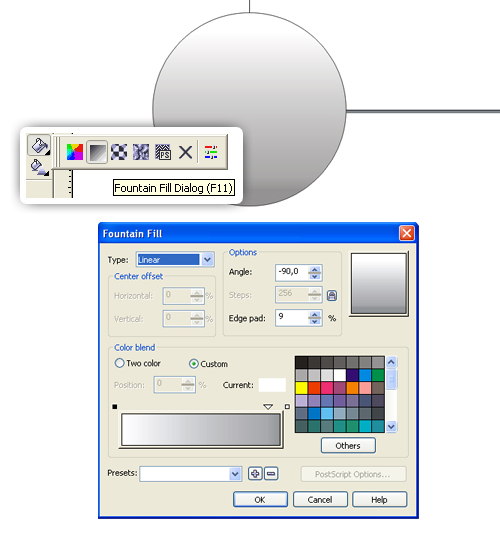 PS
Fountain Fill Dialog (F11)
Fountain Fill
Type: Linear
Center offset
Horizontal: 0 %
Vertical: 0 %
Options
Angle: -90,0
Steps: 256
Edge pad: 9 %
Color blend
Two color Custom
Position: 0 % Current:
Others
Presets: PostScript Options...
OK Cancel Help